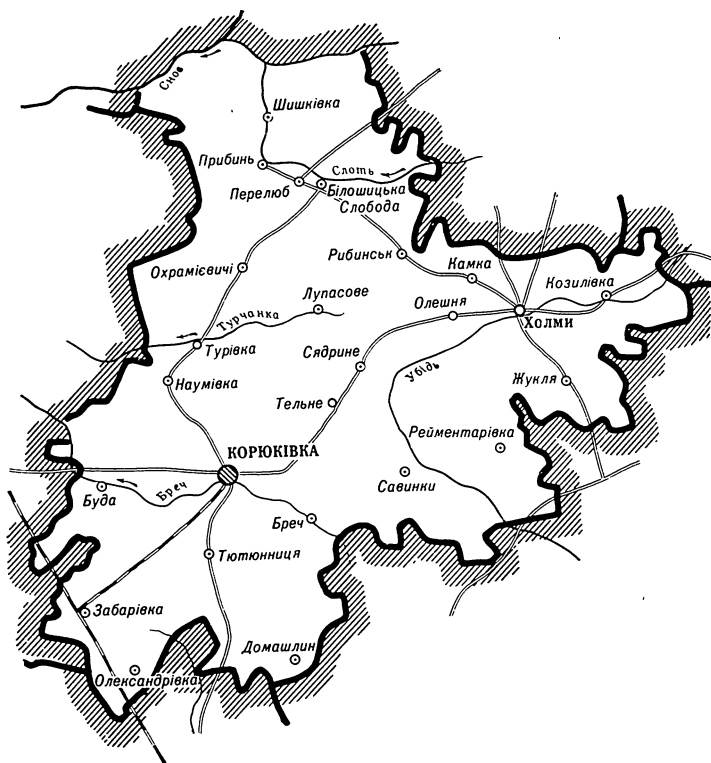 Снов
Шишківка
Прибинь
Слоть
Перелюб
Білошицька
Слобода
Рибинськ
Охрамієвичі
Камка
Козилівка
Лупасове
Олешня
ХОЛМИ
Турчанка
Турівка
Сядрине
Убідь
Жукля
Наумівка
Тельне
Рейментарівка
КОРЮКІВКА
Савинки
Буда
Бреч
Бреч
Тютюнниця
Забарівка
Домашлин
Олександрівка